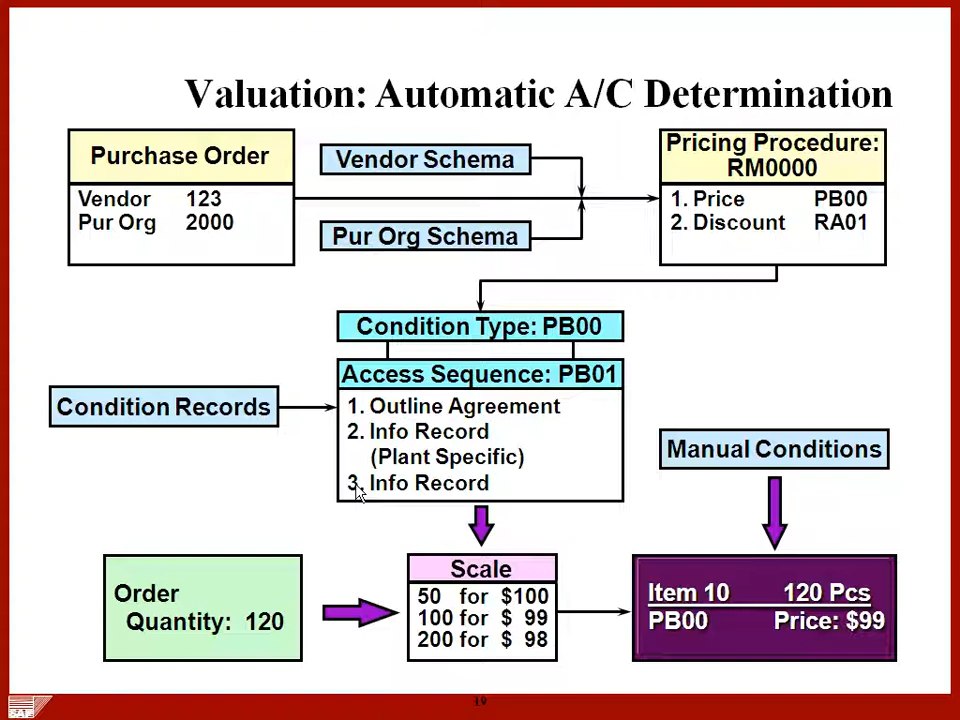 Valuation: Automatic A/C Determination
Purchase Order
Vendor 123
Pur Org 2000
Vendor Schema
Pur Org Schema
Pricing Procedure:
RM0000
1. Price PB00
2. Discount RA01
Condition Type: PB00
Access Sequence: PB01
1. Outline Agreement
2. Info Record
(Plant Specific)
3. Info Record
Condition Records
Manual Conditions
Order
Quantity: 120
Scale
50 for $100
100 for $ 99
200 for $ 98
Item 10 120 Pcs
PB00 Price: $99
19
SAP